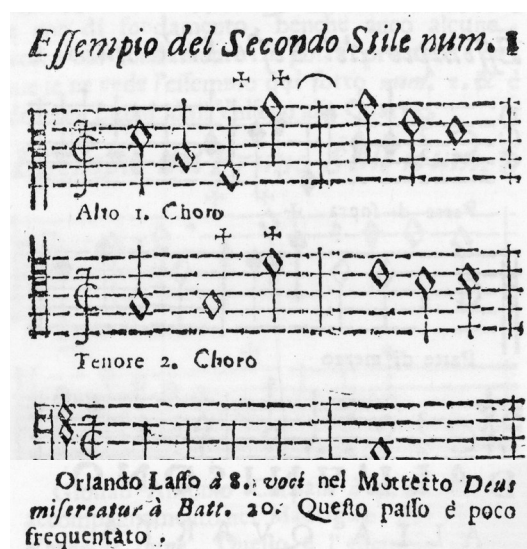 Eſſempio del Secondo Stile num. 1
Alto 1. Choro
Tenore 2. Choro
Orlando Laſſo à 8. voci nel Mottetto Deus
miſereatur à Batt. 20. Queſto paſſo è poco
frequentato.